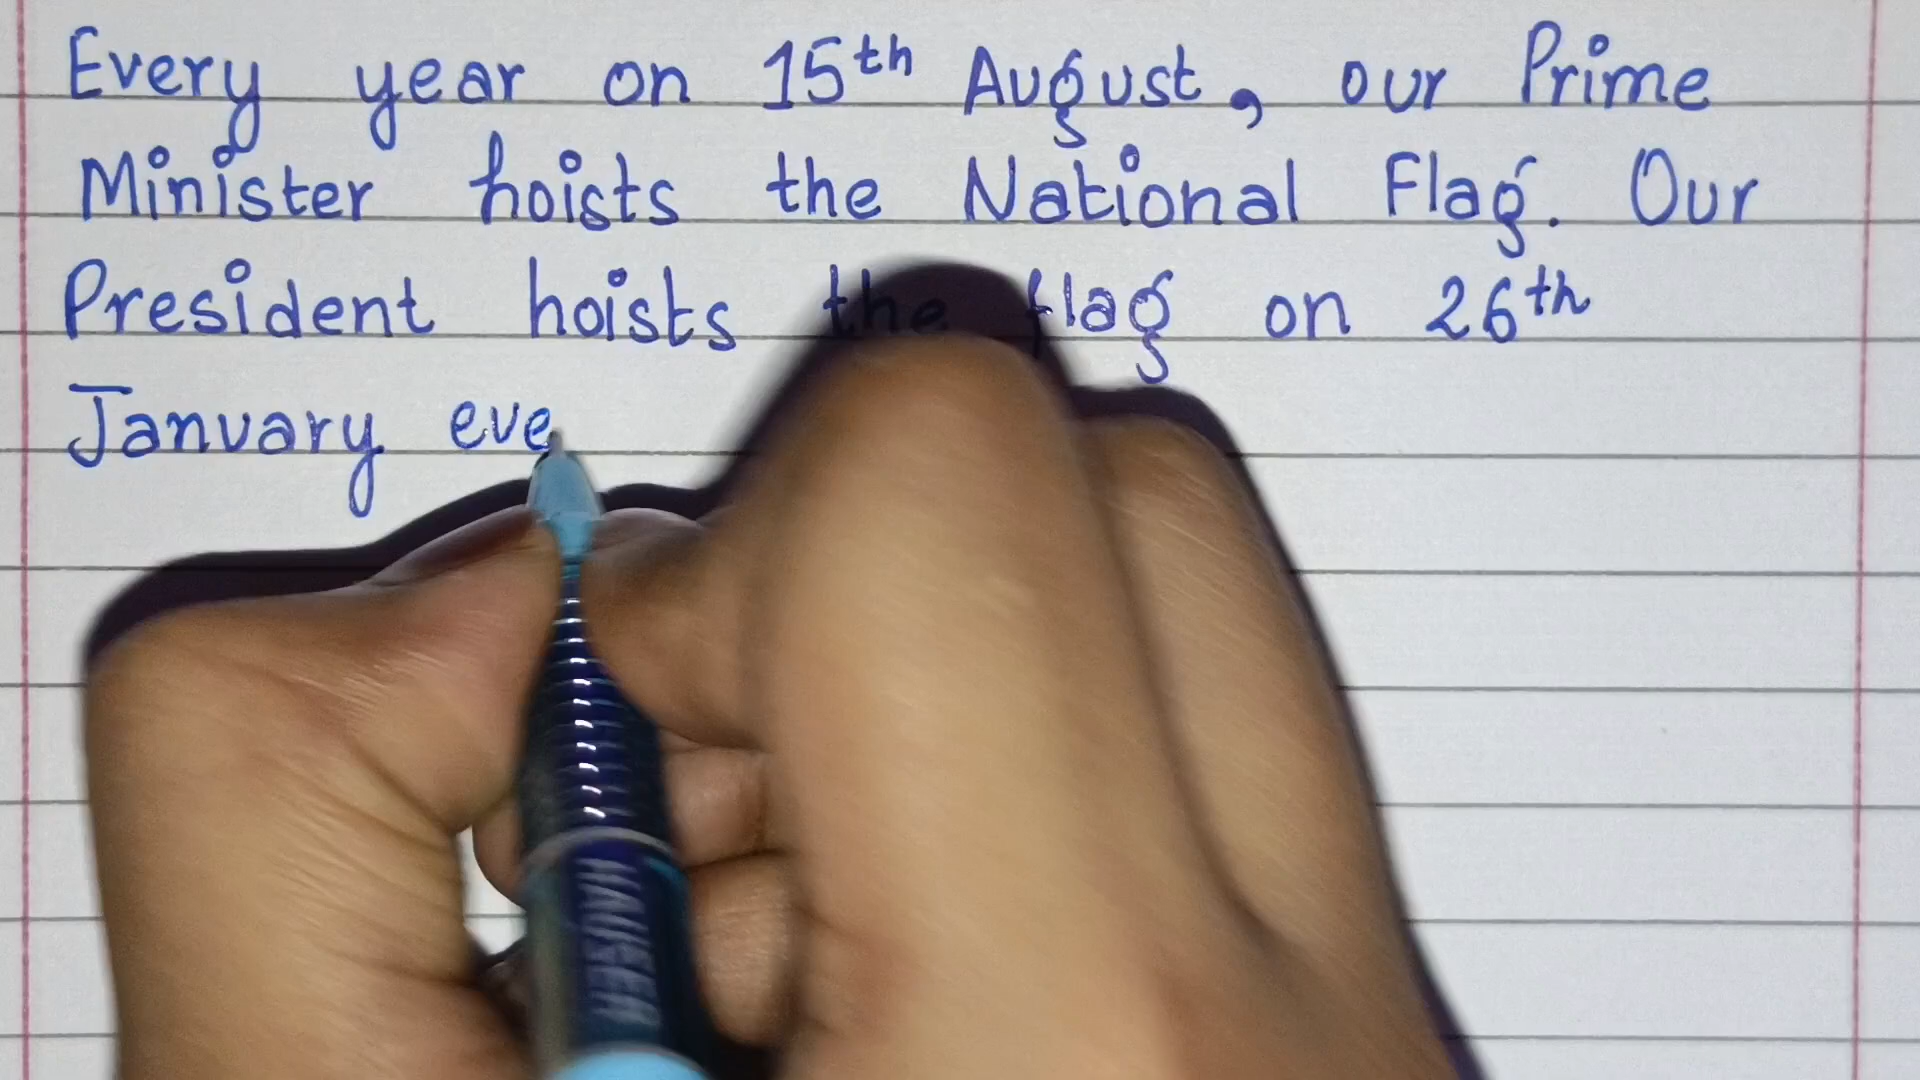 Every year on 15th August, our Prime
Minister hoists the National Flag. Our
President hoists the flag on 26th
January eve
HAUSER